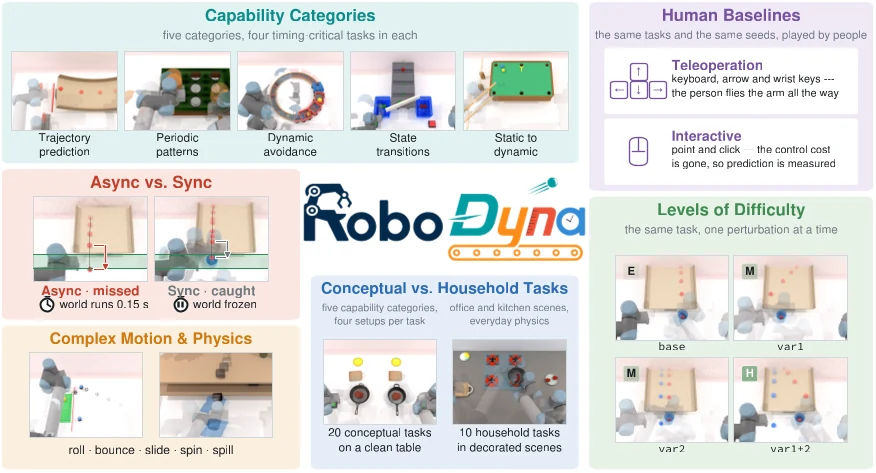 Capability Categories
five categories, four timing-critical tasks in each
Trajectory
prediction
Periodic
patterns
Dynamic
avoidance
State
transitions
Static to
dynamic
Human Baselines
the same tasks and the same seeds, played by people
Teleoperation
keyboard, arrow and wrist keys ---
the person flies the arm all the way
Interactive
point and click — the control cost
is gone, so prediction is measured
Async vs. Sync
Async · missed
world runs 0.15 s
Sync · caught
world frozen
RoboDyna
Levels of Difficulty
the same task, one perturbation at a time
E
base
M
var1
M
var2
H
var1+2
Conceptual vs. Household Tasks
five capability categories,
four setups per task
office and kitchen scenes,
everyday physics
20 conceptual tasks
on a clean table
10 household tasks
in decorated scenes
Complex Motion & Physics
roll · bounce · slide · spin · spill